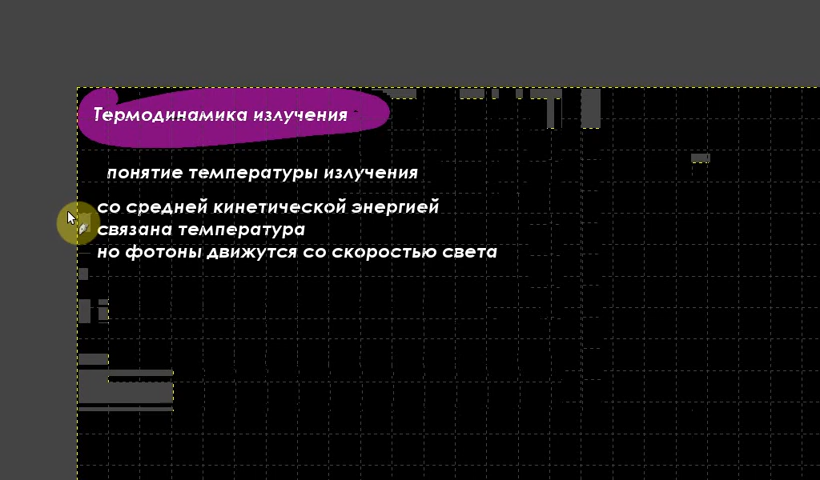 Термодинамика излучения
понятие температуры излучения
со средней кинетической энергией
связана температура
но фотоны движутся со скоростью света